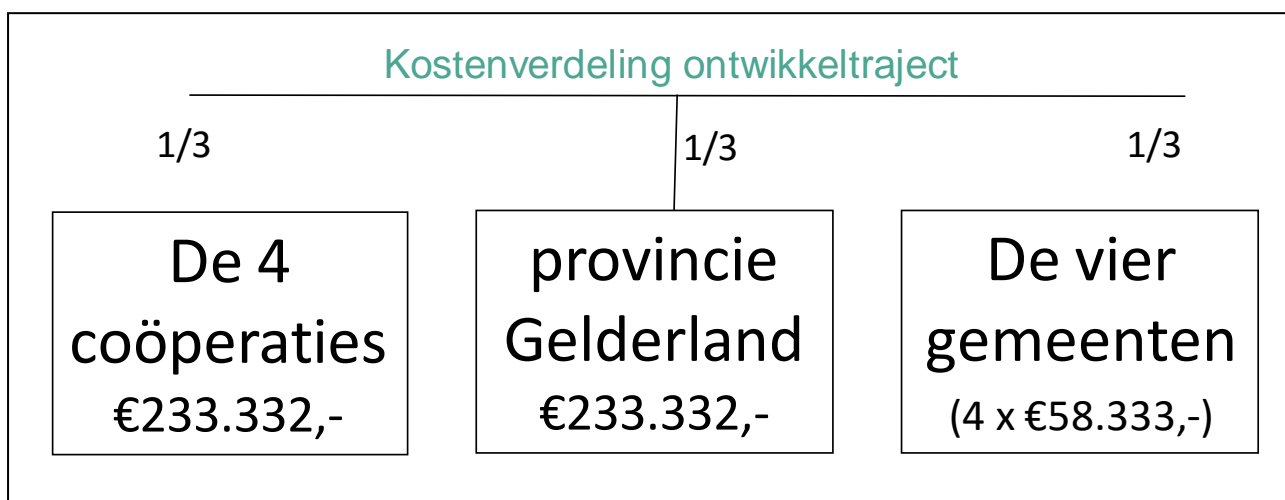 Kostenverdeling ontwikkeltraject
1/3
1/3
1/3
De 4
coöperaties
€233.332,-
provincie
Gelderland
€233.332,-
De vier
gemeenten
(4 x €58.333,-)